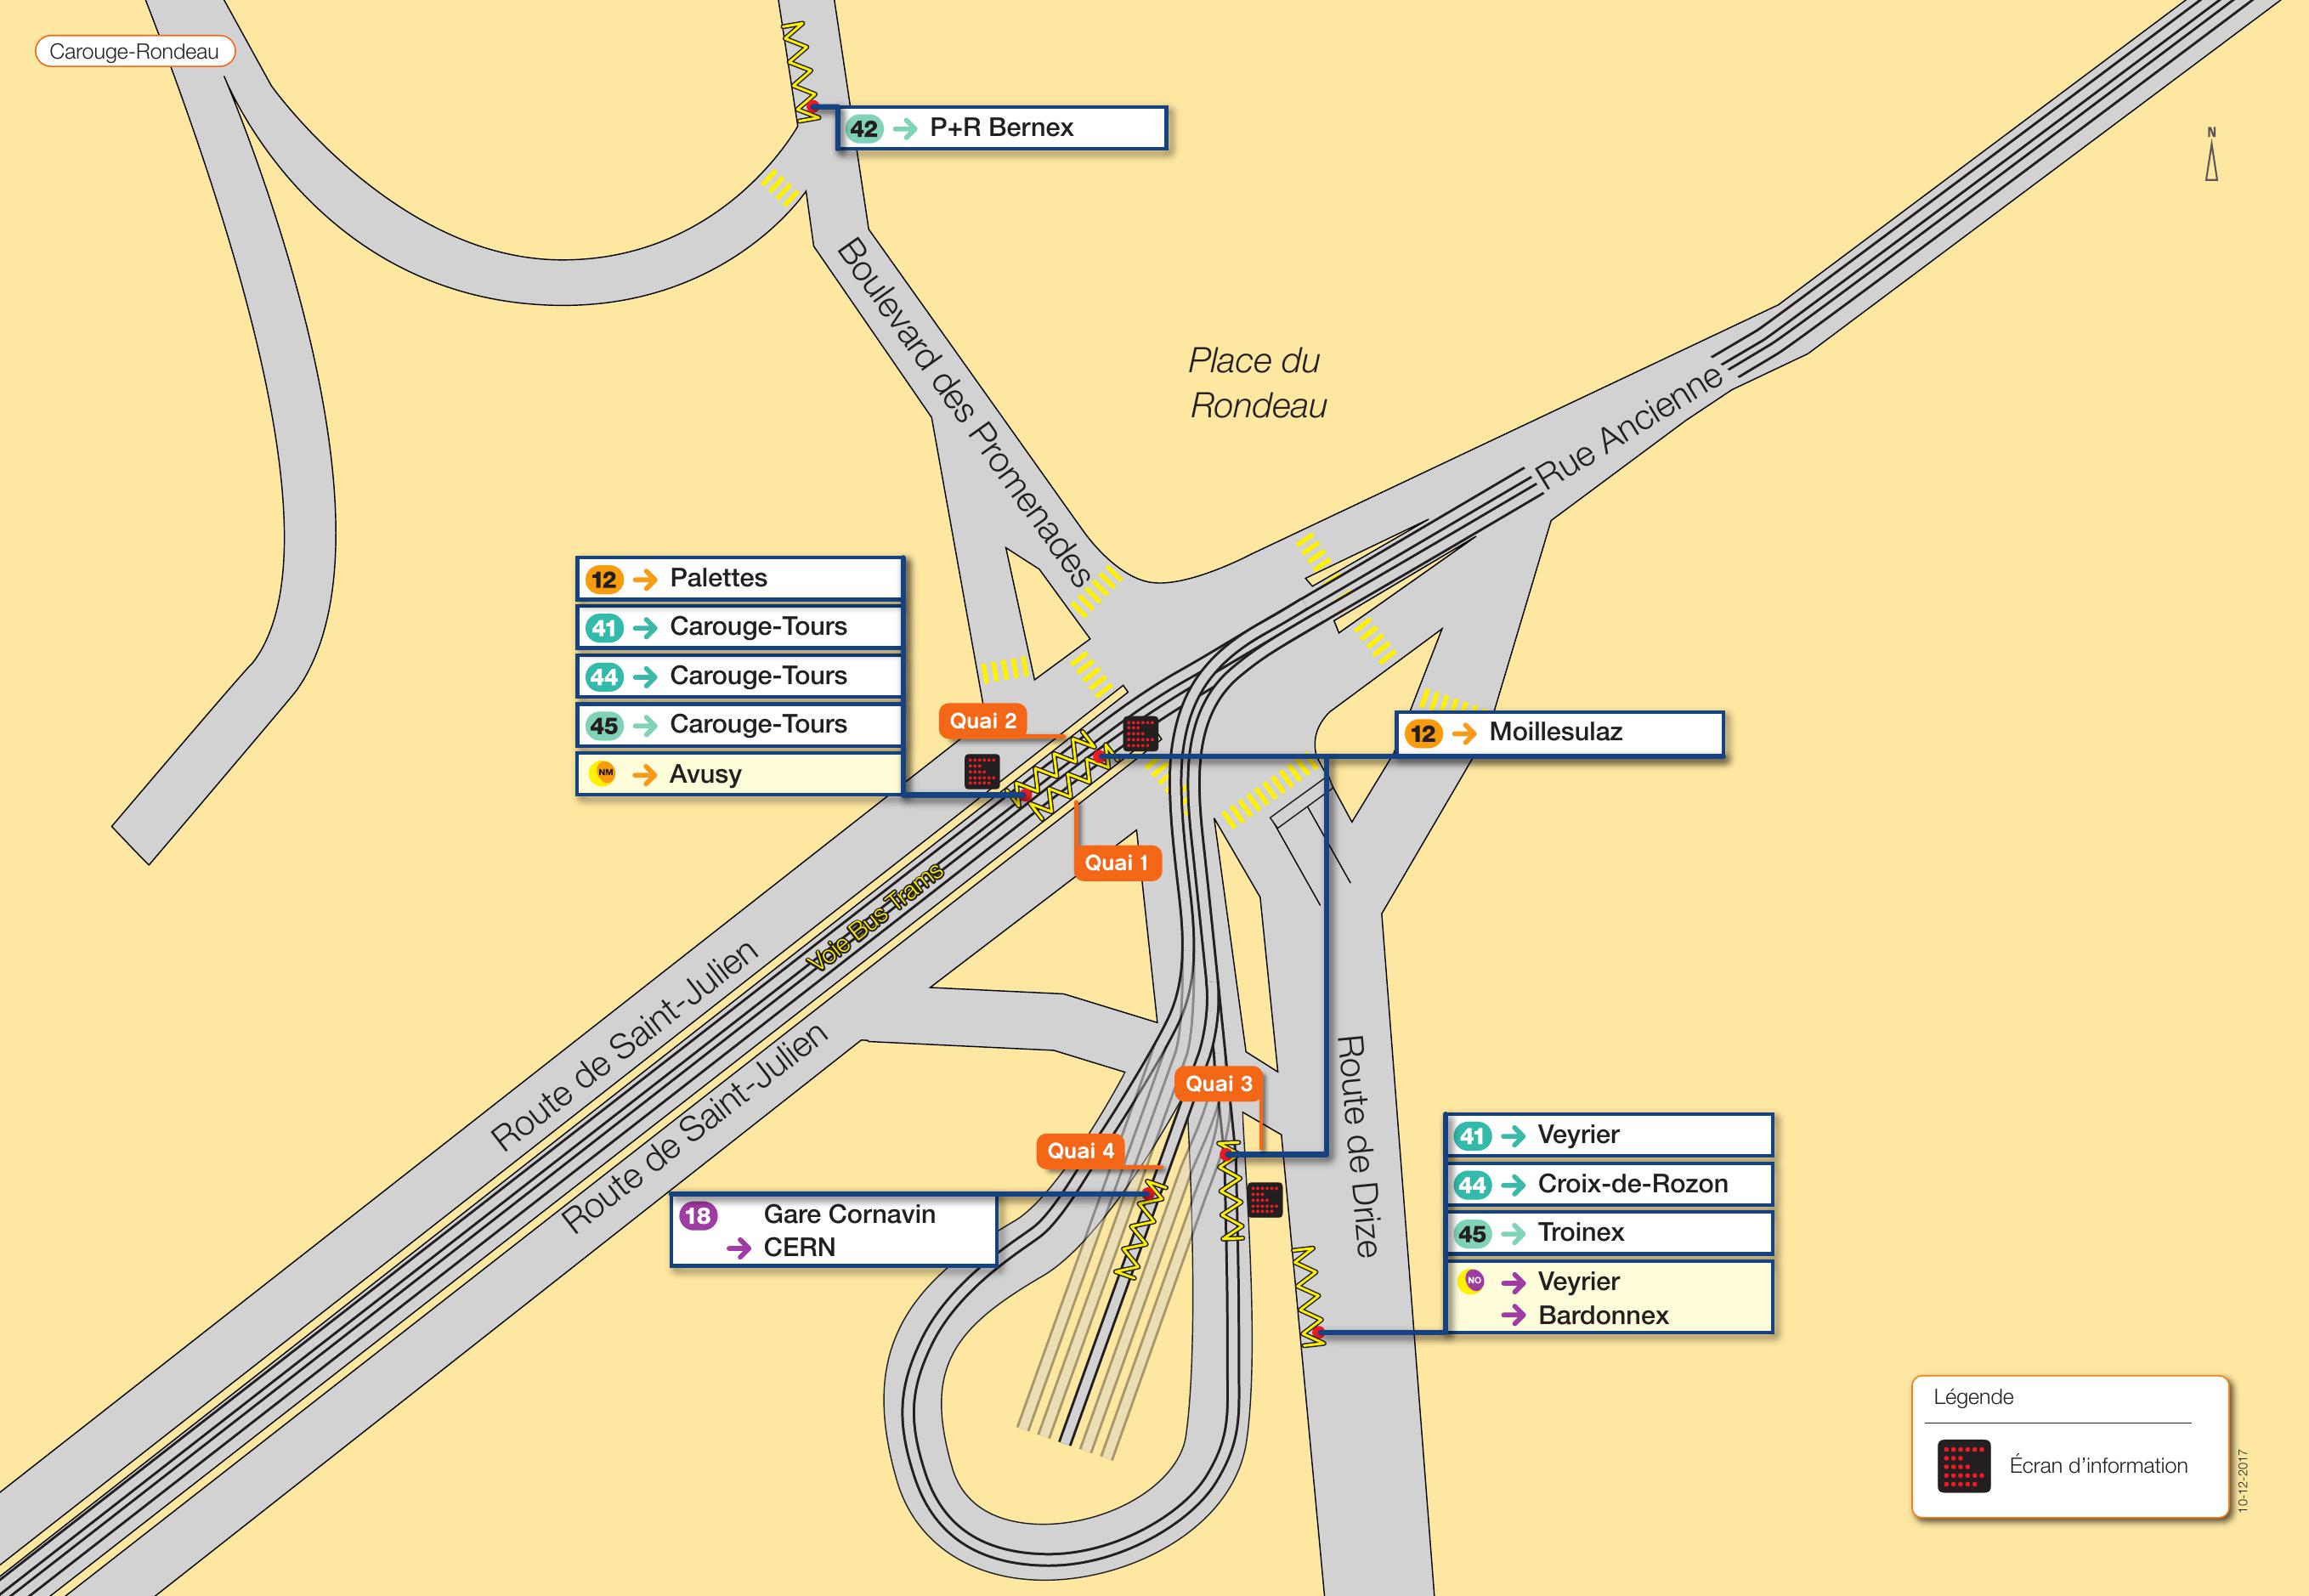 Carouge-Rondeau
42 → P+R Bernex
N
Boulevard des Promenades
Place du
Rondeau
Rue Ancienne
12 → Palettes
41 → Carouge-Tours
44 → Carouge-Tours
45 → Carouge-Tours
NM → Avusy
Quai 2
12 → Moillesulaz
Quai 1
Voie Bus-Trams
Route de Saint-Julien
Route de Saint-Julien
Quai 3
Quai 4
Route de Drize
18 Gare Cornavin
→ CERN
41 → Veyrier
44 → Croix-de-Rozon
45 → Troinex
NO → Veyrier
→ Bardonnex
Légende
Écran d’information
10-12-2017